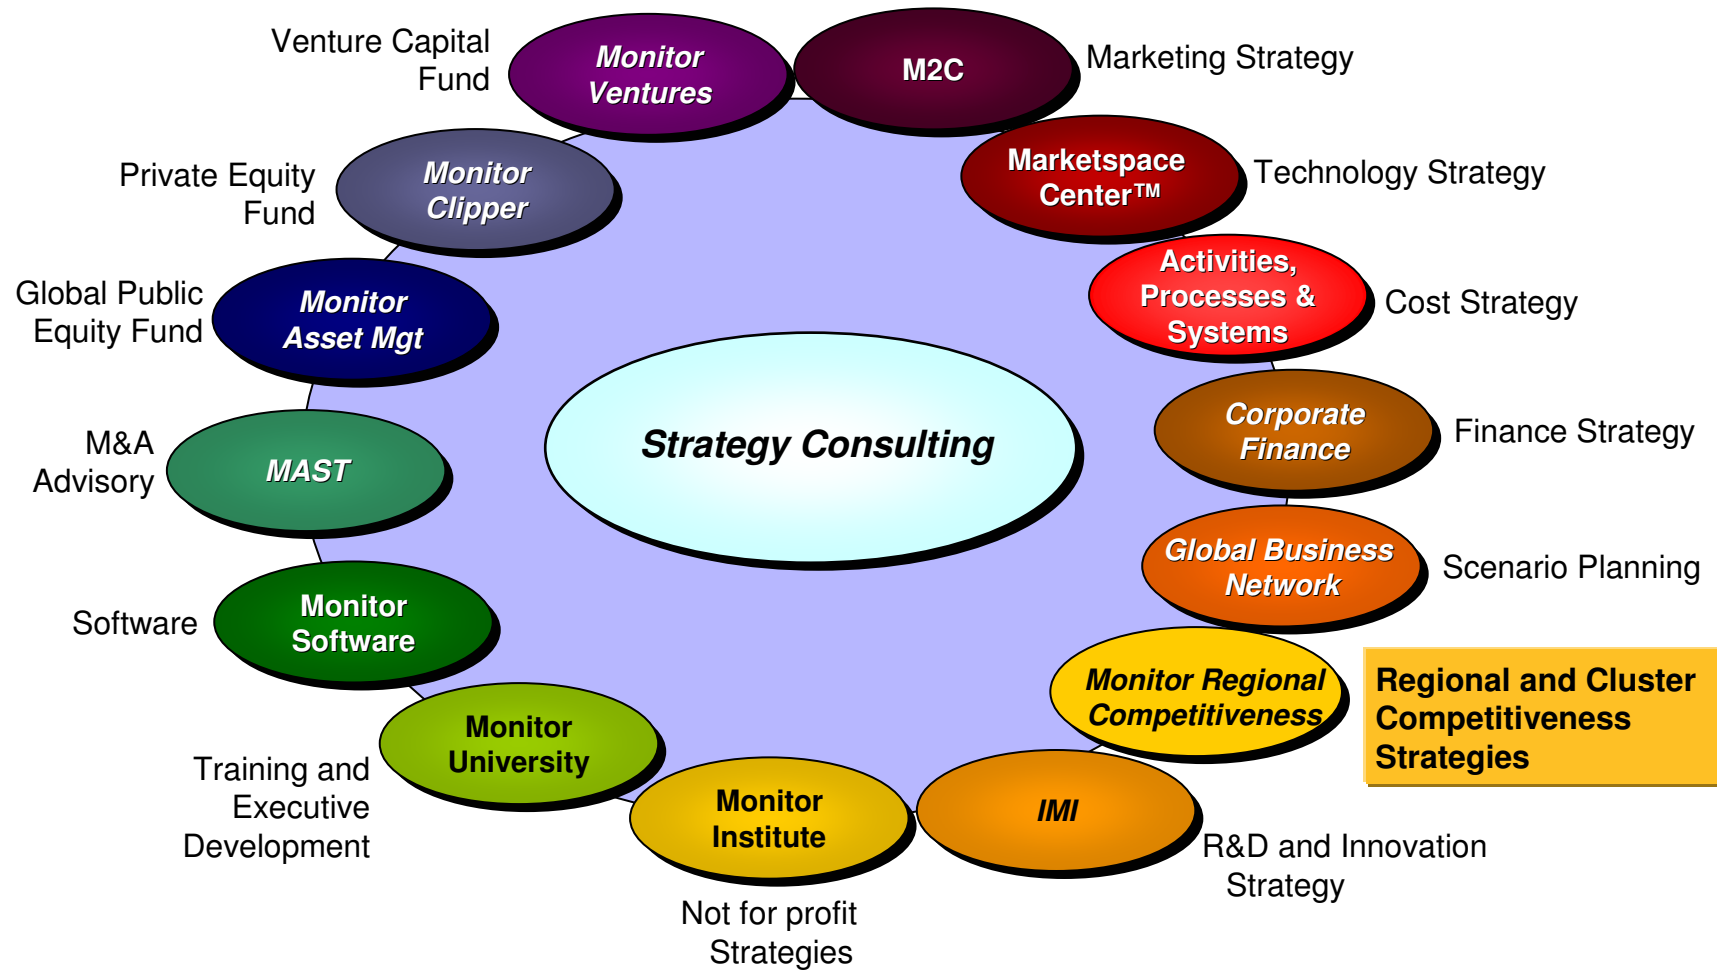 Venture Capital
Fund
Monitor
Ventures
M2C
Marketing Strategy
Private Equity
Fund
Monitor
Clipper
Marketspace
Center™
Technology Strategy
Global Public
Equity Fund
Monitor
Asset Mgt
Activities,
Processes &
Systems
Cost Strategy
Strategy Consulting
M&A
Advisory
MAST
Corporate
Finance
Finance Strategy
Global Business
Network
Scenario Planning
Software
Monitor
Software
Monitor Regional
Competitiveness
Regional and Cluster
Competitiveness
Strategies
Training and
Executive
Development
Monitor
University
Monitor
Institute
Not for profit
Strategies
IMI
R&D and Innovation
Strategy